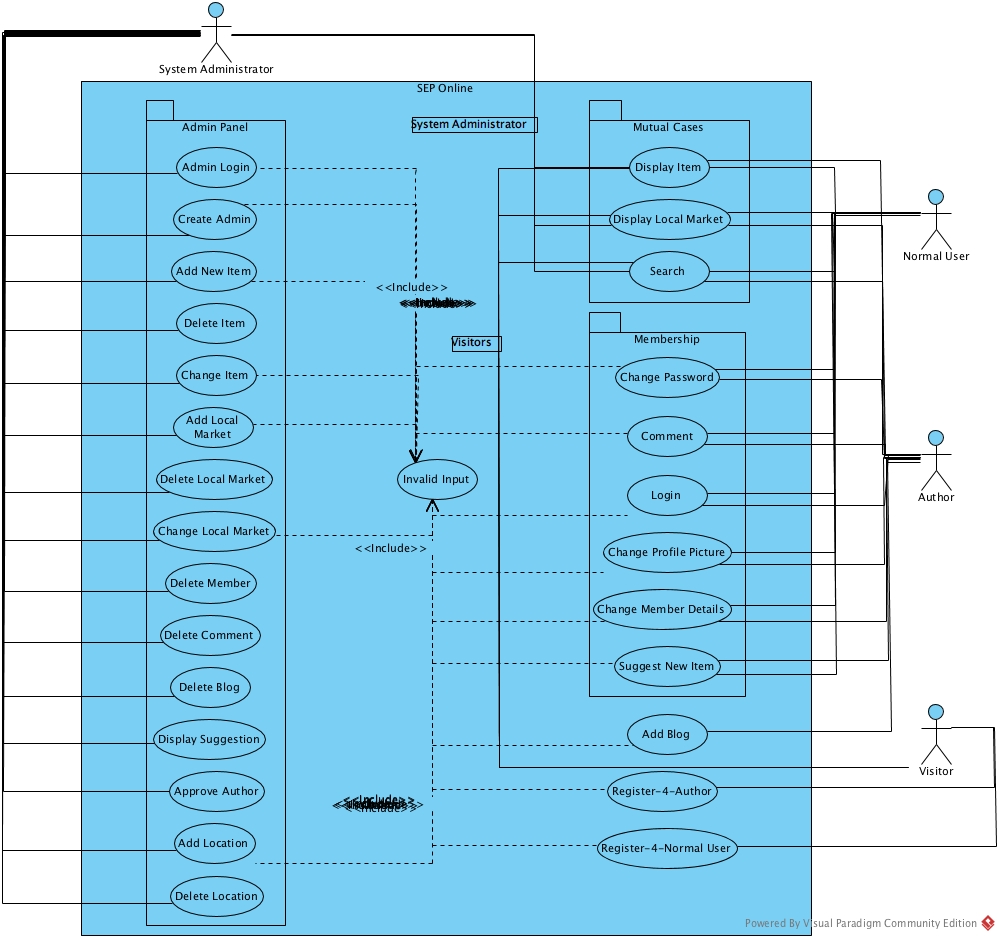 System Administrator
SEP Online
System Administrator
Admin Panel
Admin Login
Create Admin
Add New Item
Delete Item
Change Item
Add Local
Market
Delete Local Market
Change Local Market
Delete Member
Delete Comment
Delete Blog
Display Suggestion
Approve Author
Add Location
Delete Location
<<Include>>
<<Include>>
Visitors
Invalid Input
<<Include>>
<<Include>>
<<Include>>
Mutual Cases
Display Item
Display Local Market
Search
Membership
Change Password
Comment
Login
Change Profile Picture
Change Member Details
Suggest New Item
Add Blog
Register-4-Author
Register-4-Normal User
Normal User
Author
Visitor
Powered By Visual Paradigm Community Edition